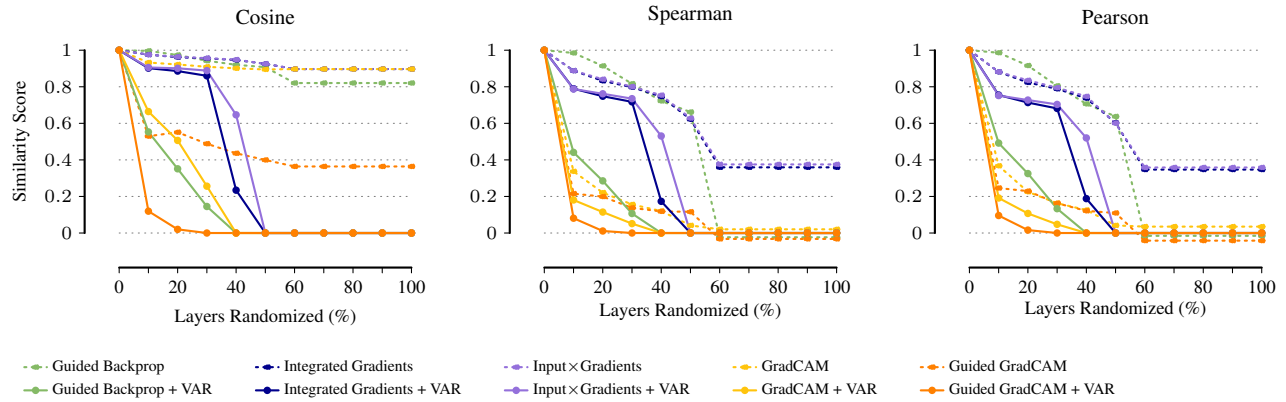 Cosine
Spearman
Pearson
Similarity Score
1
0.8
0.6
0.4
0.2
0
1
0.8
0.6
0.4
0.2
0
1
0.8
0.6
0.4
0.2
0
0 20 40 60 80 100
0 20 40 60 80 100
0 20 40 60 80 100
Layers Randomized (%)
Layers Randomized (%)
Layers Randomized (%)
Guided Backprop
Integrated Gradients
Input×Gradients
GradCAM
Guided GradCAM
Guided Backprop + VAR
Integrated Gradients + VAR
Input×Gradients + VAR
GradCAM + VAR
Guided GradCAM + VAR